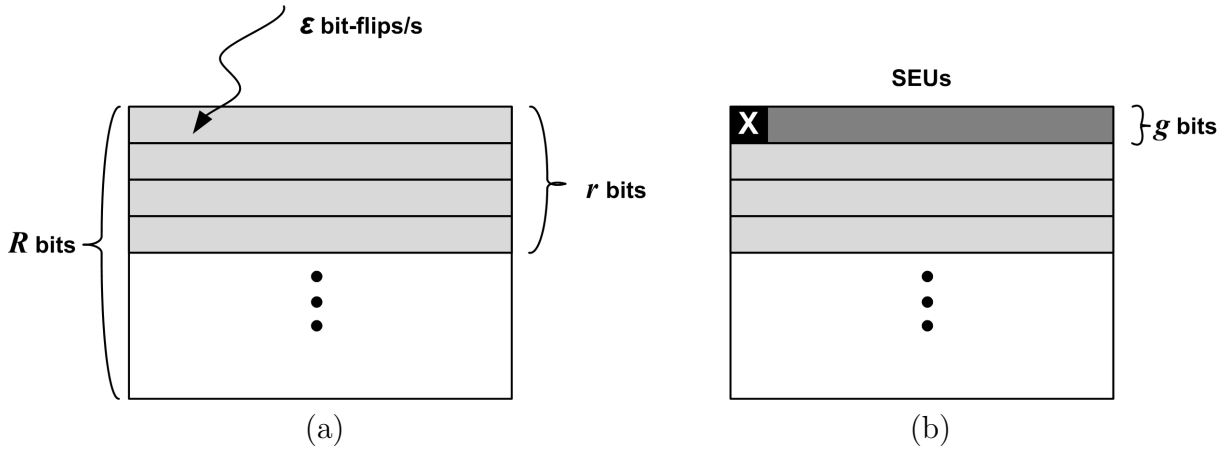 ε bit-flips/s
R bits
r bits
(a)
SEUs
X
g bits
(b)